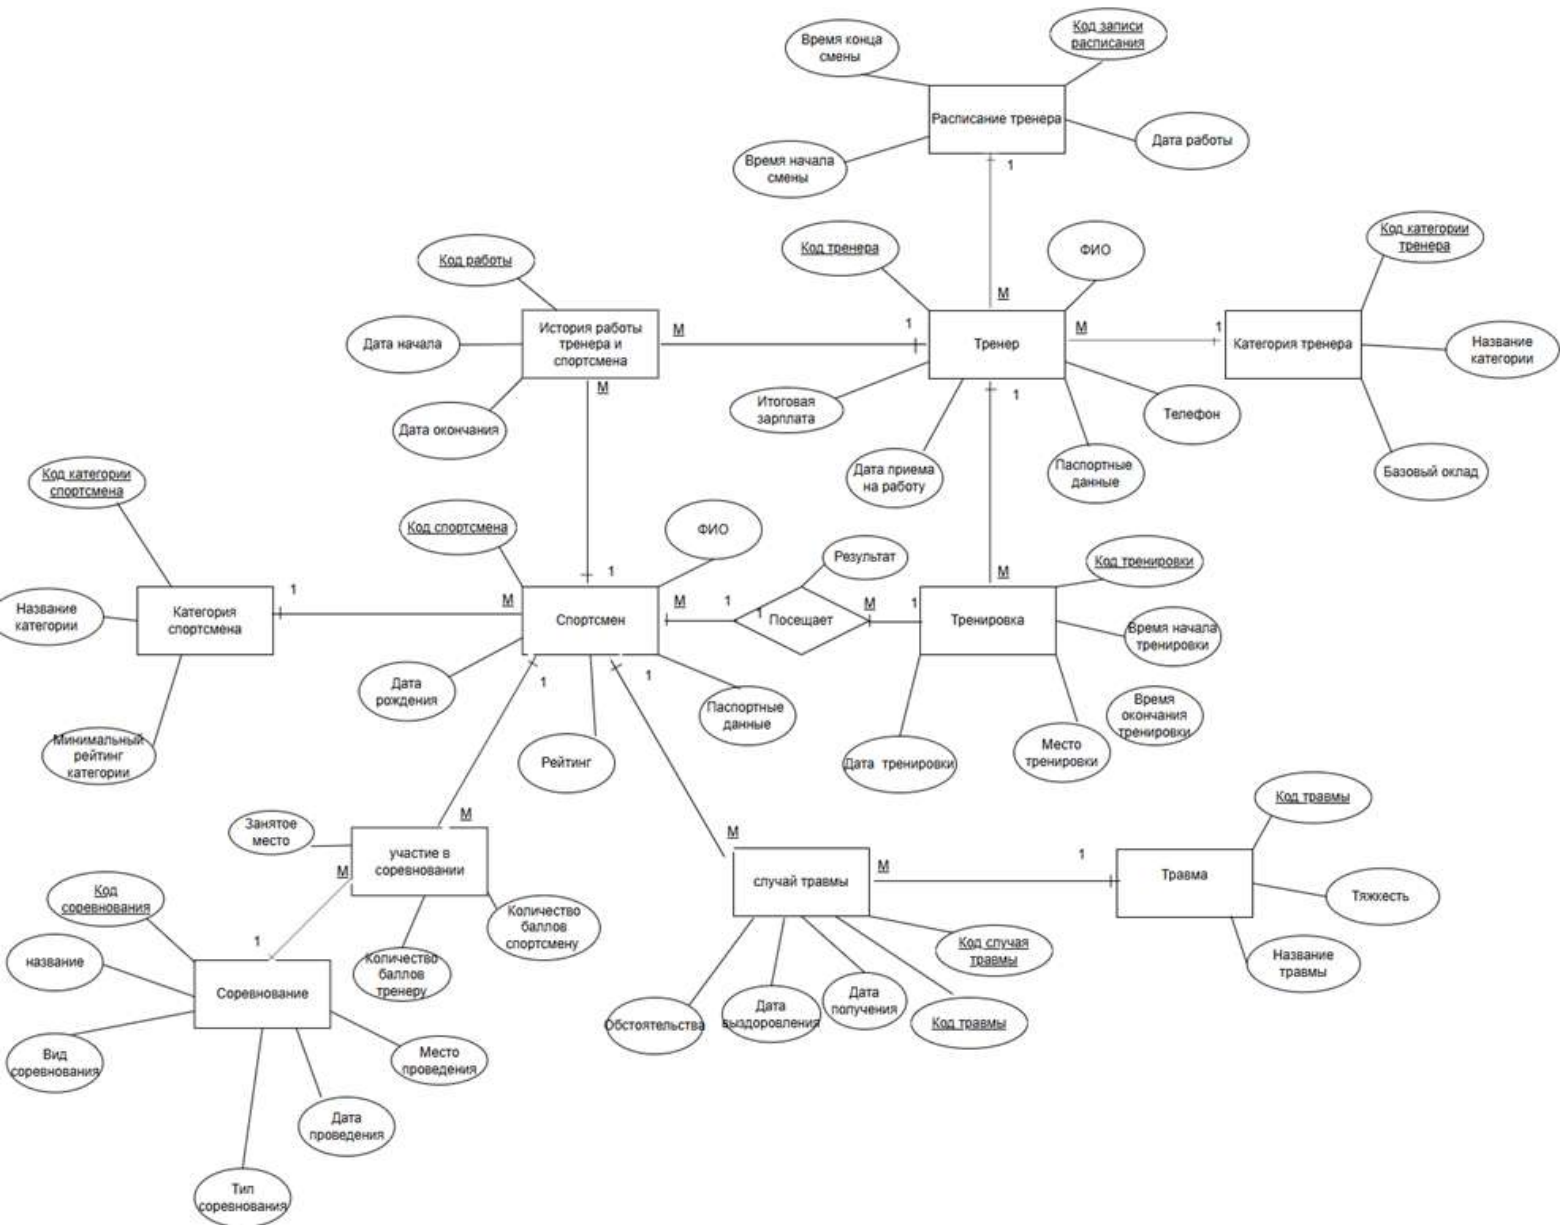 Время конца
смены
Код записи
расписания
Расписание тренера
Время начала
смены
Дата работы
1
Код работы
Код тренера
ФИО
Код категории
тренера
М
История работы
тренера и
спортсмена
М
1
Тренер
М
1
Категория тренера
Название
категории
Дата начала
М
Дата окончания
Итоговая
зарплата
1
Телефон
Дата приема
на работу
Паспортные
данные
Базовый оклад
Код категории
спортсмена
Код спортсмена
ФИО
Результат
Код тренировки
1
М
Название
категории
Категория
спортсмена
1
М
Спортсмен
М
1
1
Посещает
М
1
Тренировка
Время начала
тренировки
Дата
рождения
1
1
Паспортные
данные
Время
окончания
тренировки
Минимальный
рейтинг
категории
Рейтинг
Дата тренировки
Место
тренировки
Занятое
место
М
М
Код травмы
участие в
соревновании
М
случай травмы
М
1
Травма
Код
соревнования
Тяжкесть
Количество
баллов
спортсмену
1
название
Количество
баллов
тренеру
Код случая
травмы
Название
травмы
Соревнование
Обстоятельства
Дата
выздоровления
Дата
получения
Код травмы
Вид
соревнования
Место
проведения
Дата
проведения
Тип
соревнования